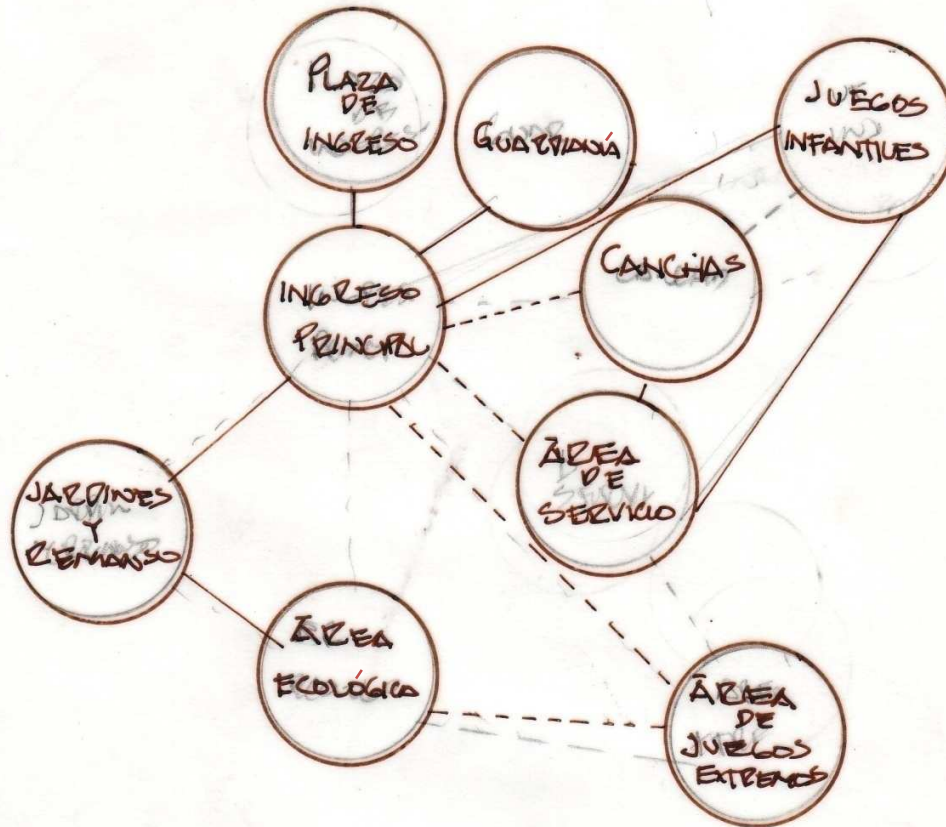 PLAZA
DE
INGRESO
GUARDIANÍA
JUEGOS
INFANTILES
CANCHAS
INGRESO
PRINCIPAL
ÁREA
DE
SERVICIO
JARDINES
Y
REMANSO
ÁREA
ECOLÓGICA
ÁREA
DE
JUEGOS
EXTREMOS